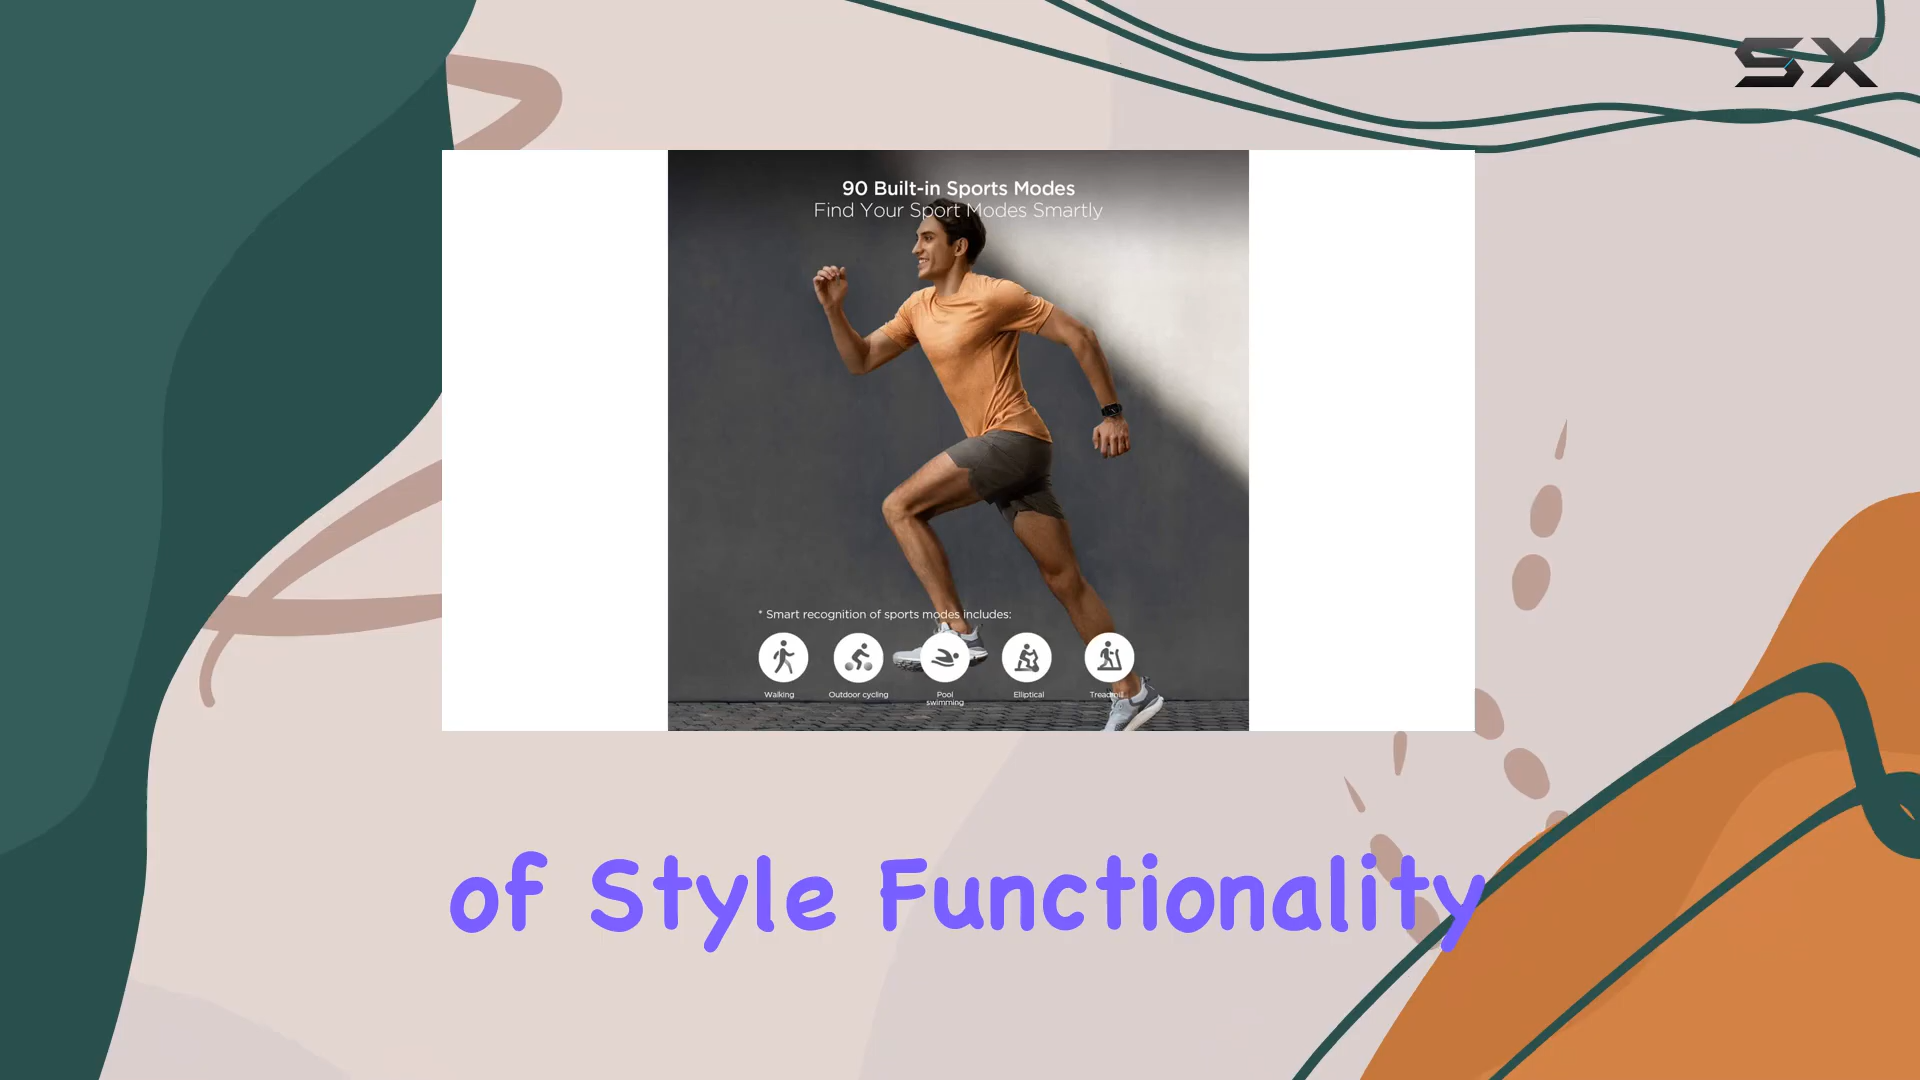 SX
90 Built-in Sports Modes
Find Your Sport Modes Smartly
* Smart recognition of sports modes includes:
Walking
Outdoor cycling
Pool
swimming
Elliptical
Treadmill
of Style Functionality